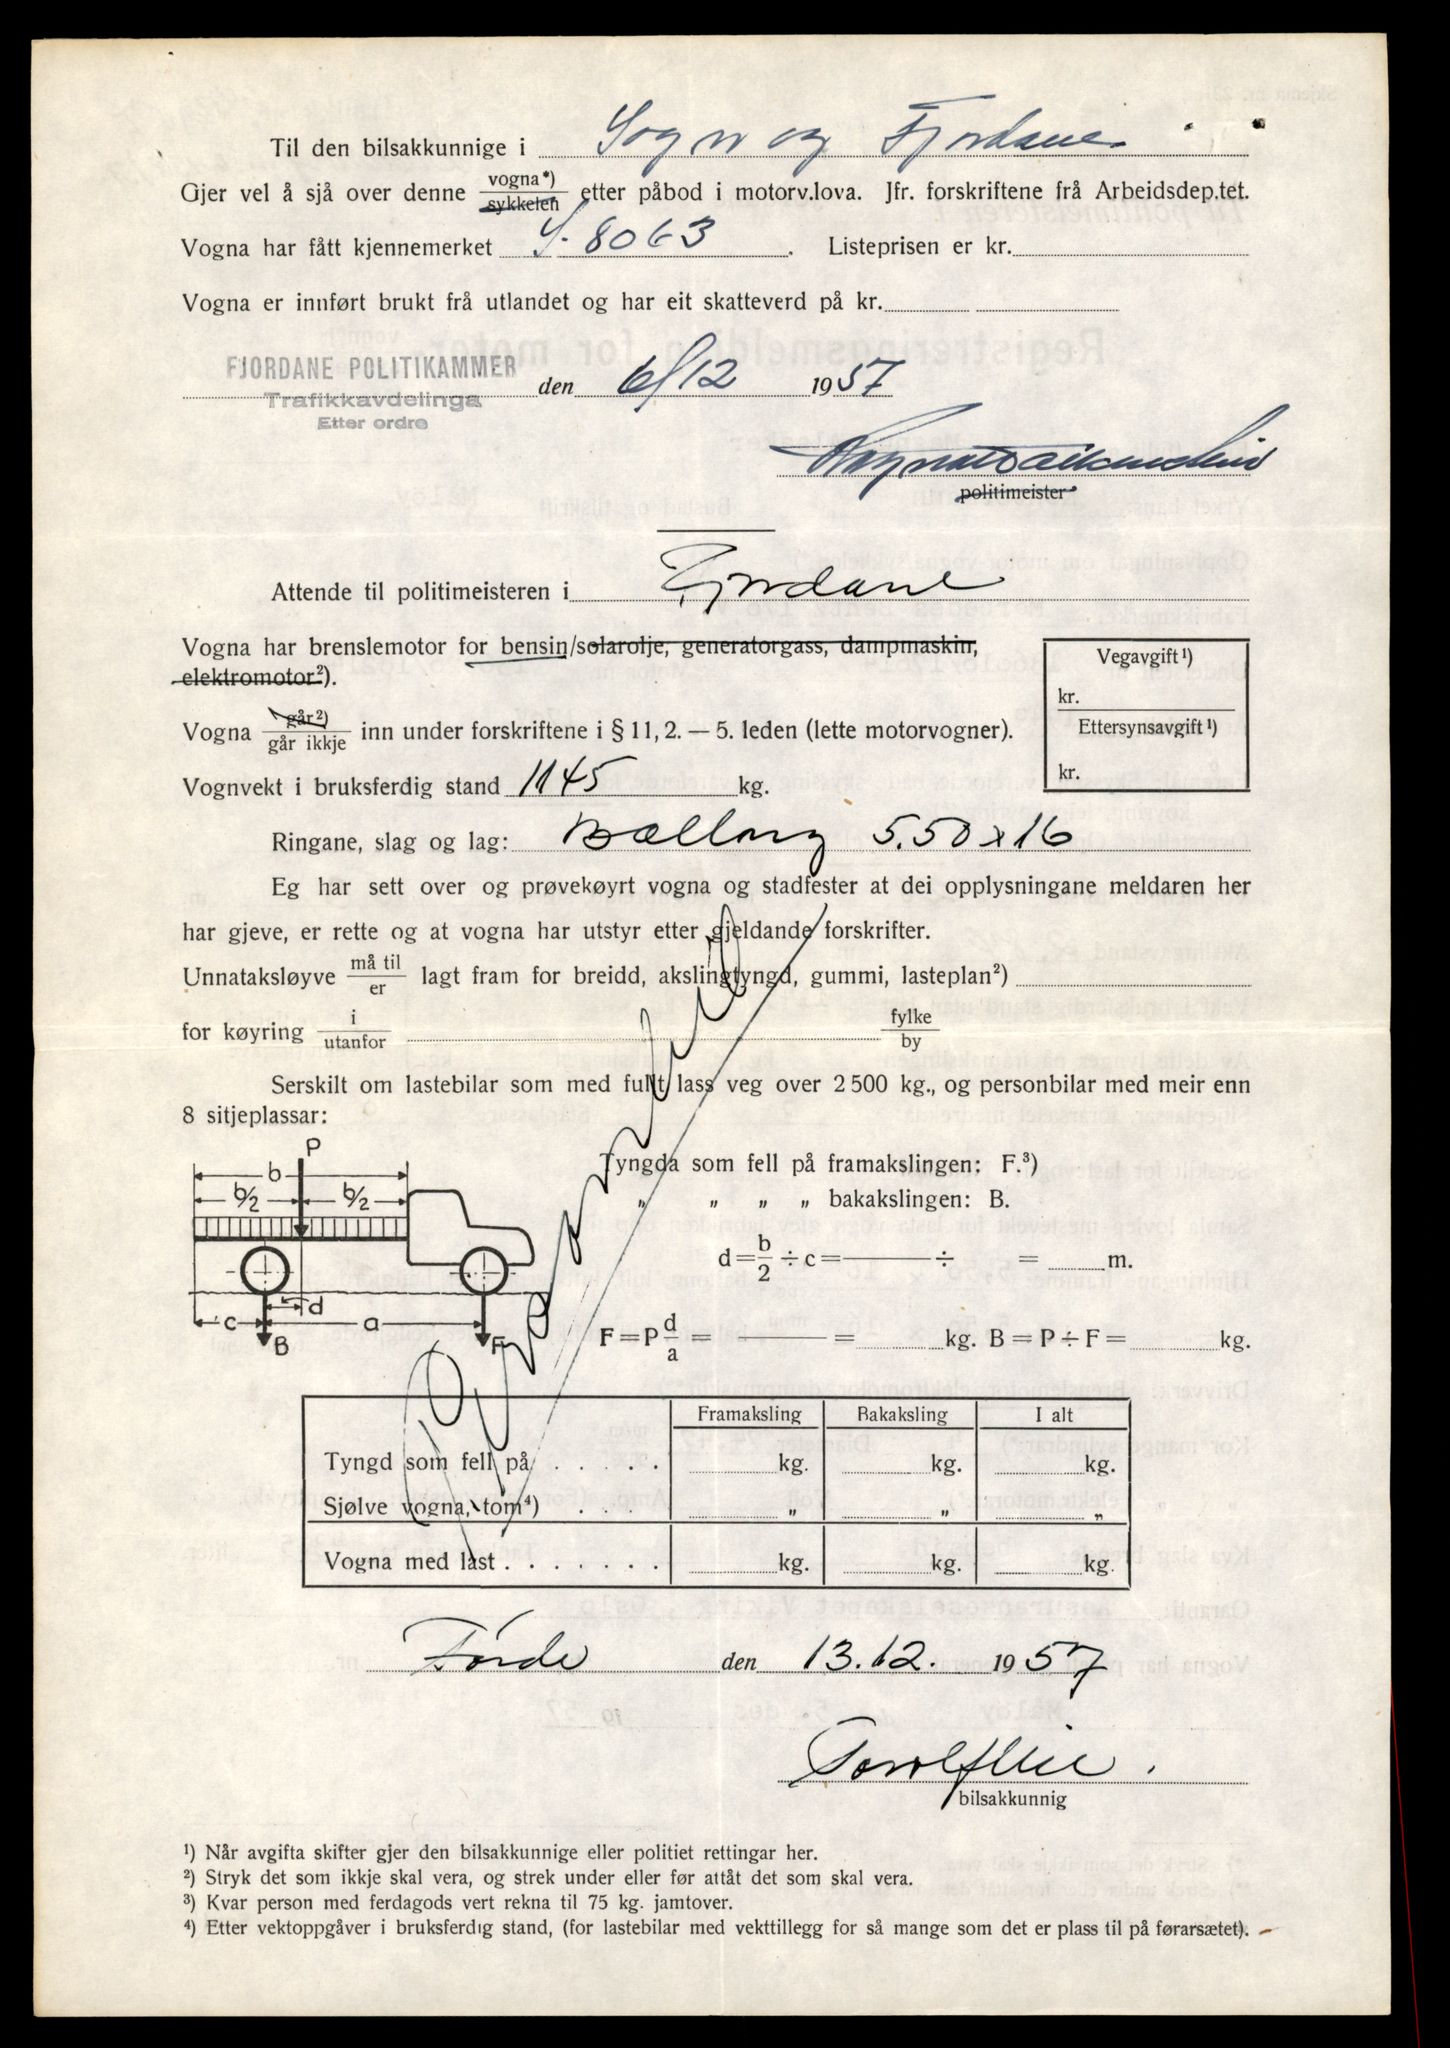 Til den bilsakkunnige i Sogn og Fjordane
Gjer vel å sjå over denne vogna*) / sykkelen etter påbod i motorv.lova. Jfr. forskriftene frå Arbeidsdep.tet.
Vogna har fått kjennemerket S. 8063. Listeprisen er kr.
Vogna er innført brukt frå utlandet og har eit skatteverd på kr.
FJORDANE POLITIKAMMER den 6/12 1957
Trafikkavdelinga
Etter ordre
politimeister
Attende til politimeisteren i Fjordane
Vogna har brenslemotor for bensin/solarolje, generatorgass, dampmaskin,
elektromotor²).
Vegavgift¹)
kr.
Ettersynsavgift¹)
kr.
Vogna går²) / går ikkje inn under forskriftene i § 11, 2. — 5. leden (lette motorvogner).
Vognvekt i bruksferdig stand 1145 kg.
Ringane, slag og lag: Ballong 5.50x16
Eg har sett over og prøvekøyrt vogna og stadfester at dei opplysningane meldaren her
har gjeve, er rette og at vogna har utstyr etter gjeldande forskrifter.
Unnataksløyve må til / er lagt fram for breidd, akslingtyngd, gummi, lasteplan²)
for køyring i / utanfor fylke / by
Serskilt om lastebilar som med fullt lass veg over 2500 kg., og personbilar med meir enn
8 sitjeplassar:
P
b
b/2 b/2
d
c a
B F
Tyngda som fell på framakslingen: F.³)
„ „ „ „ bakakslingen: B.
d = b/2 ÷ c = ÷ = m.
F = P d/a = = kg. B = P ÷ F = kg.
Framaksling Bakaksling I alt
Tyngd som fell på . . . . . kg. kg. kg.
Sjølve vogna, tom⁴) . . . „ „ „
Vogna med last . . . . . . . kg. kg. kg.
Førde den 13.12. 1957
bilsakkunnig
¹) Når avgifta skifter gjer den bilsakkunnige eller politiet rettingar her.
²) Stryk det som ikkje skal vera, og strek under eller før attåt det som skal vera.
³) Kvar person med ferdagods vert rekna til 75 kg. jamtover.
⁴) Etter vektoppgåver i bruksferdig stand, (for lastebilar med vekttillegg for så mange som det er plass til på førarsætet).